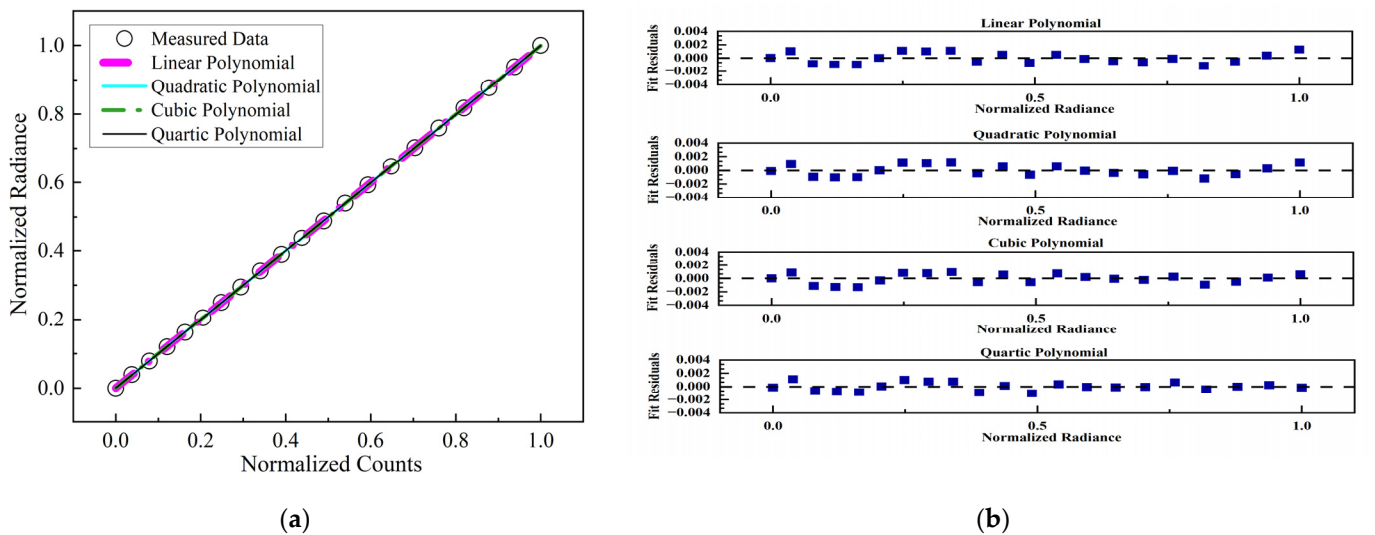 1.0
0.8
0.6
0.4
0.2
0.0
Normalized Radiance
Measured Data
Linear Polynomial
Quadratic Polynomial
Cubic Polynomial
Quartic Polynomial
0.0 0.2 0.4 0.6 0.8 1.0
Normalized Counts
(a)
Linear Polynomial
Fit Residuals
0.004
0.002
0.000
−0.002
−0.004
0.0 0.5 1.0
Normalized Radiance
Quadratic Polynomial
Fit Residuals
0.004
0.002
0.000
−0.002
−0.004
0.0 0.5 1.0
Normalized Radiance
Cubic Polynomial
Fit Residuals
0.004
0.002
0.000
−0.002
−0.004
0.0 0.5 1.0
Normalized Radiance
Quartic Polynomial
Fit Residuals
0.004
0.002
0.000
−0.002
−0.004
0.0 0.5 1.0
Normalized Radiance
(b)